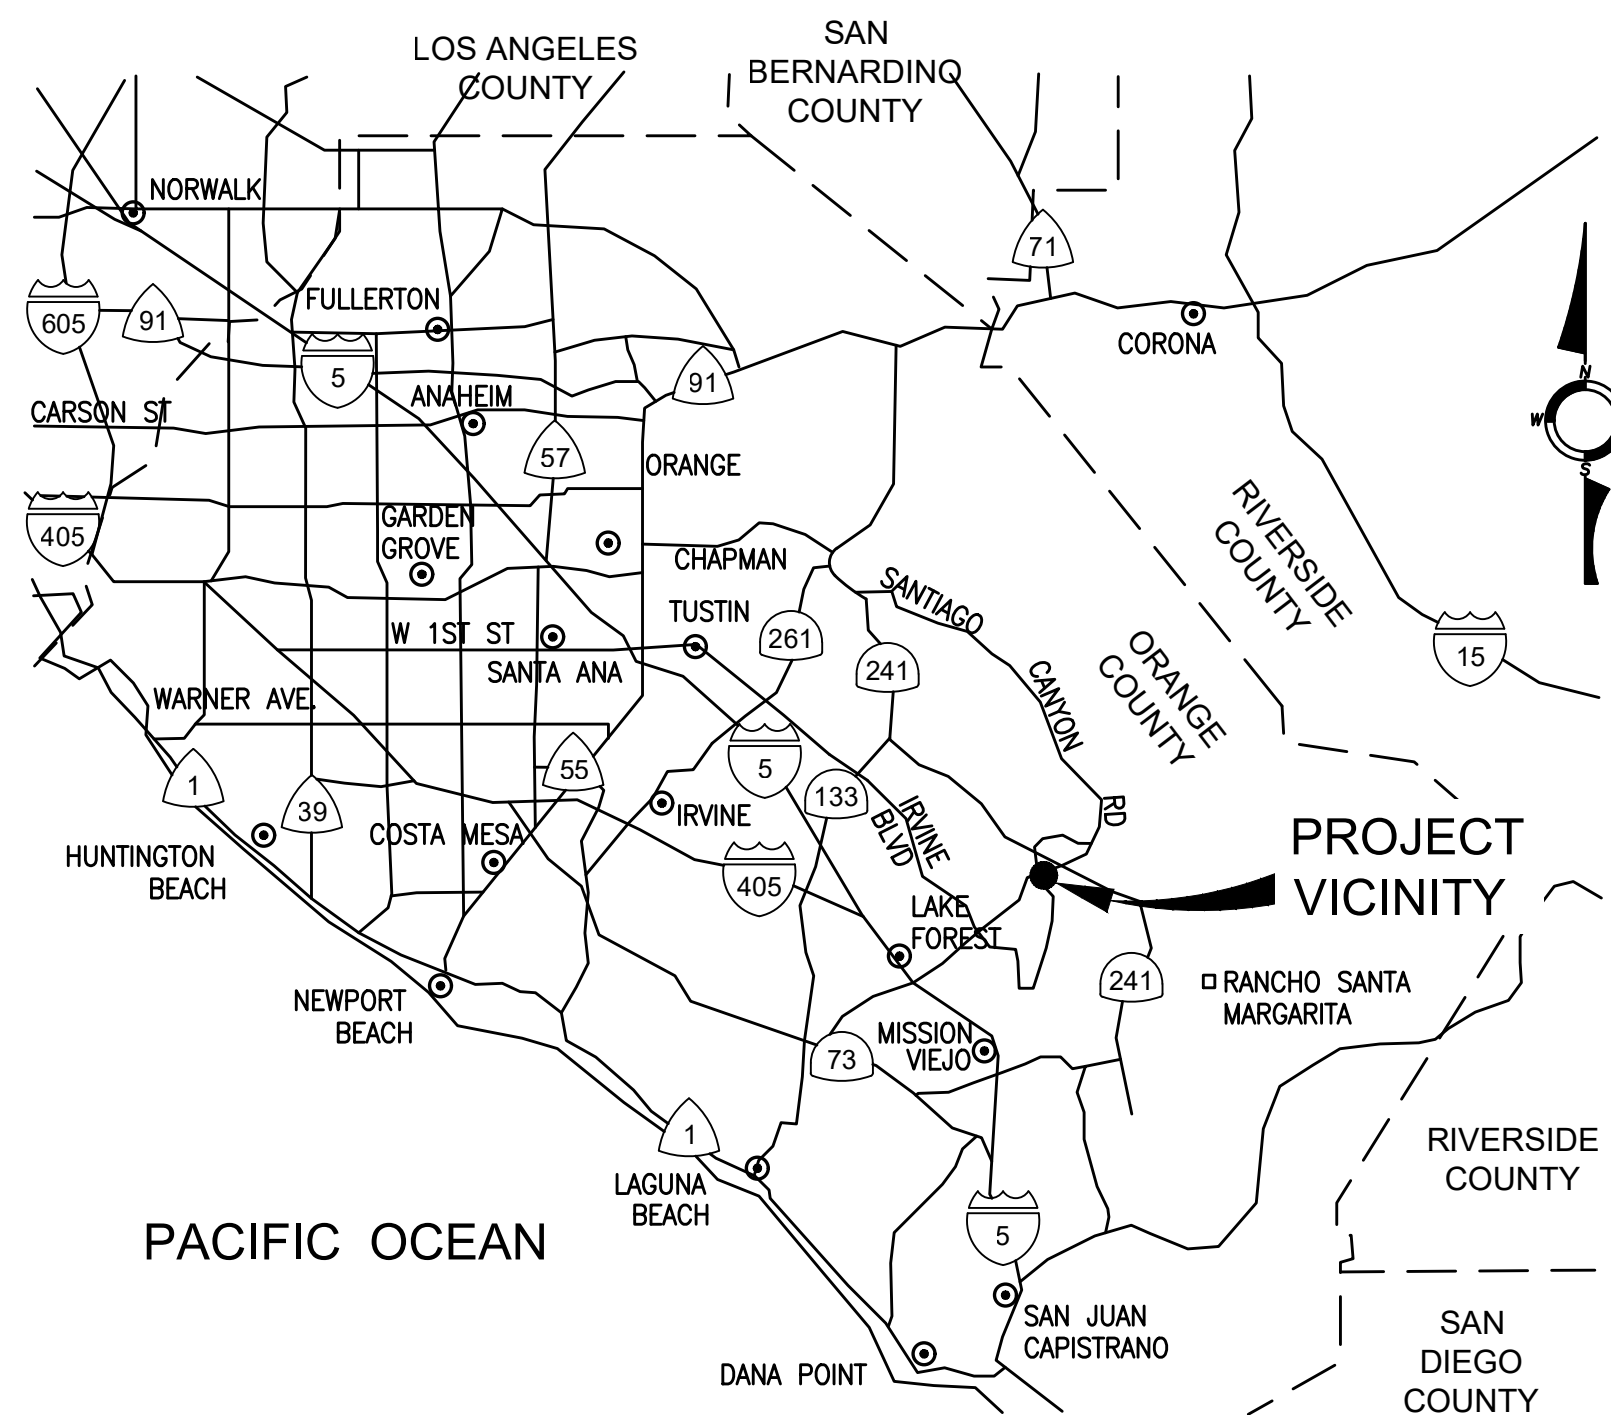 LOS ANGELES
COUNTY
SAN
BERNARDINO
COUNTY
NORWALK
71
605
91
FULLERTON
CORONA
5
91
N
W
S
CARSON ST
ANAHEIM
57
ORANGE
405
GARDEN
GROVE
CHAPMAN
RIVERSIDE
COUNTY
SANTIAGO
CANYON
RD
TUSTIN
261
241
W 1ST ST
SANTA ANA
ORANGE
COUNTY
15
WARNER AVE.
1
39
55
5
133
IRVINE
IRVINE
BLVD
COSTA MESA
HUNTINGTON
BEACH
405
PROJECT
VICINITY
LAKE
FOREST
241
RANCHO SANTA
MARGARITA
NEWPORT
BEACH
MISSION
VIEJO
73
1
RIVERSIDE
COUNTY
LAGUNA
BEACH
PACIFIC OCEAN
5
SAN JUAN
CAPISTRANO
DANA POINT
SAN
DIEGO
COUNTY